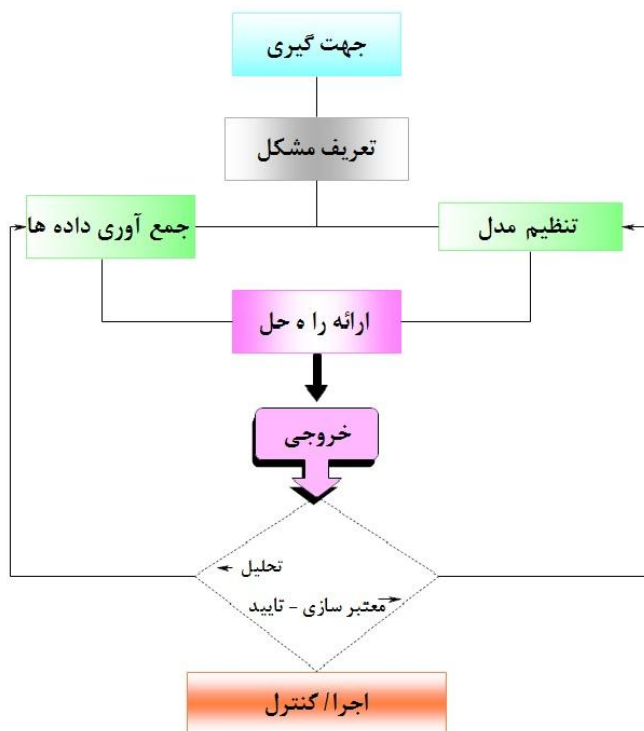 جهت گیری
تعریف مشکل
تنظیم مدل
جمع آوری داده ها
ارائه را ه حل
خروجی
تحلیل
معتبر سازی - تایید
اجرا/ کنترل